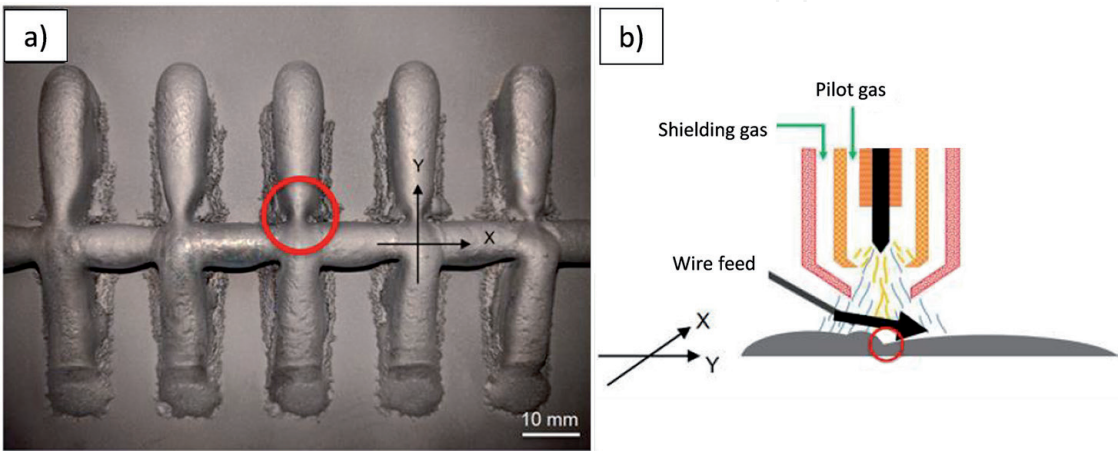 a)
Y
X
10 mm
b)
Pilot gas
Shielding gas
Wire feed
X
Y